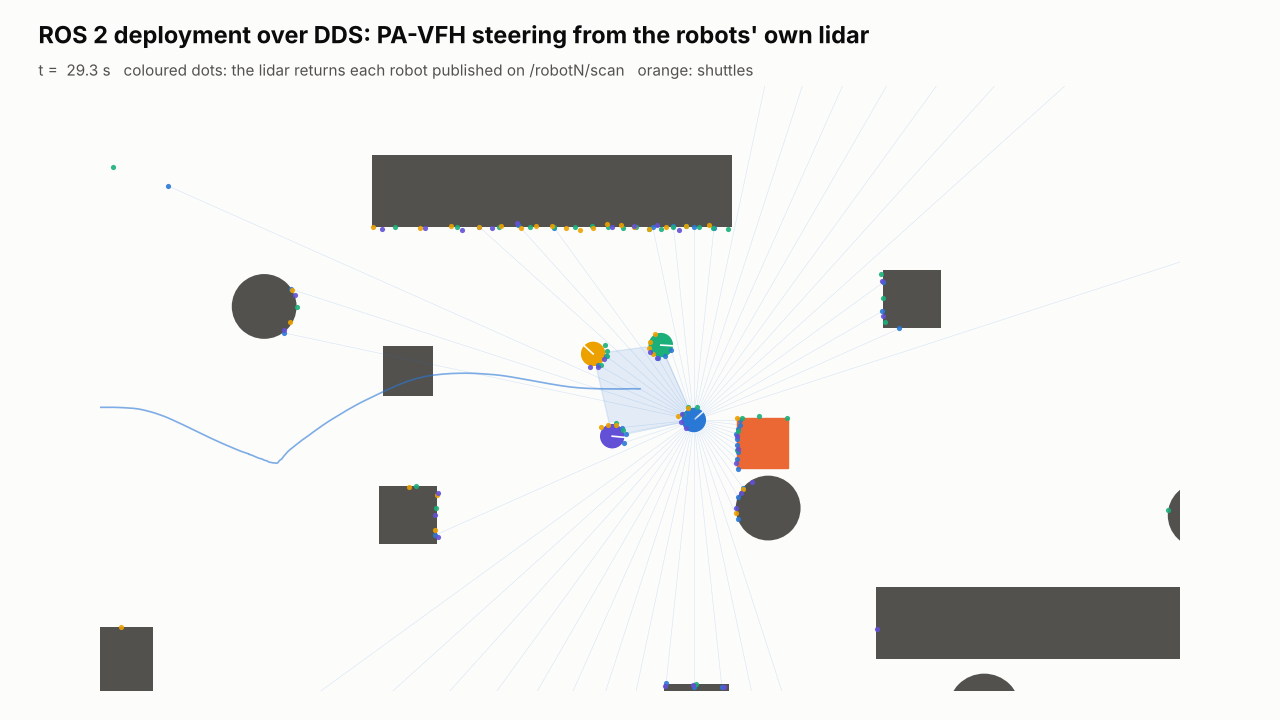 ROS 2 deployment over DDS: PA-VFH steering from the robots' own lidar
t =  29.3 s   coloured dots: the lidar returns each robot published on /robotN/scan   orange: shuttles